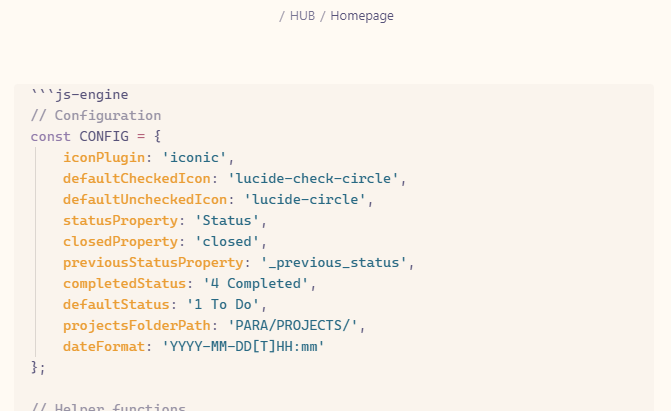 / HUB / Homepage
```js-engine
// Configuration
const CONFIG = {
    iconPlugin: 'iconic',
    defaultCheckedIcon: 'lucide-check-circle',
    defaultUncheckedIcon: 'lucide-circle',
    statusProperty: 'Status',
    closedProperty: 'closed',
    previousStatusProperty: '_previous_status',
    completedStatus: '4 Completed',
    defaultStatus: '1 To Do',
    projectsFolderPath: 'PARA/PROJECTS/',
    dateFormat: 'YYYY-MM-DD[T]HH:mm'
};
// Helper functions